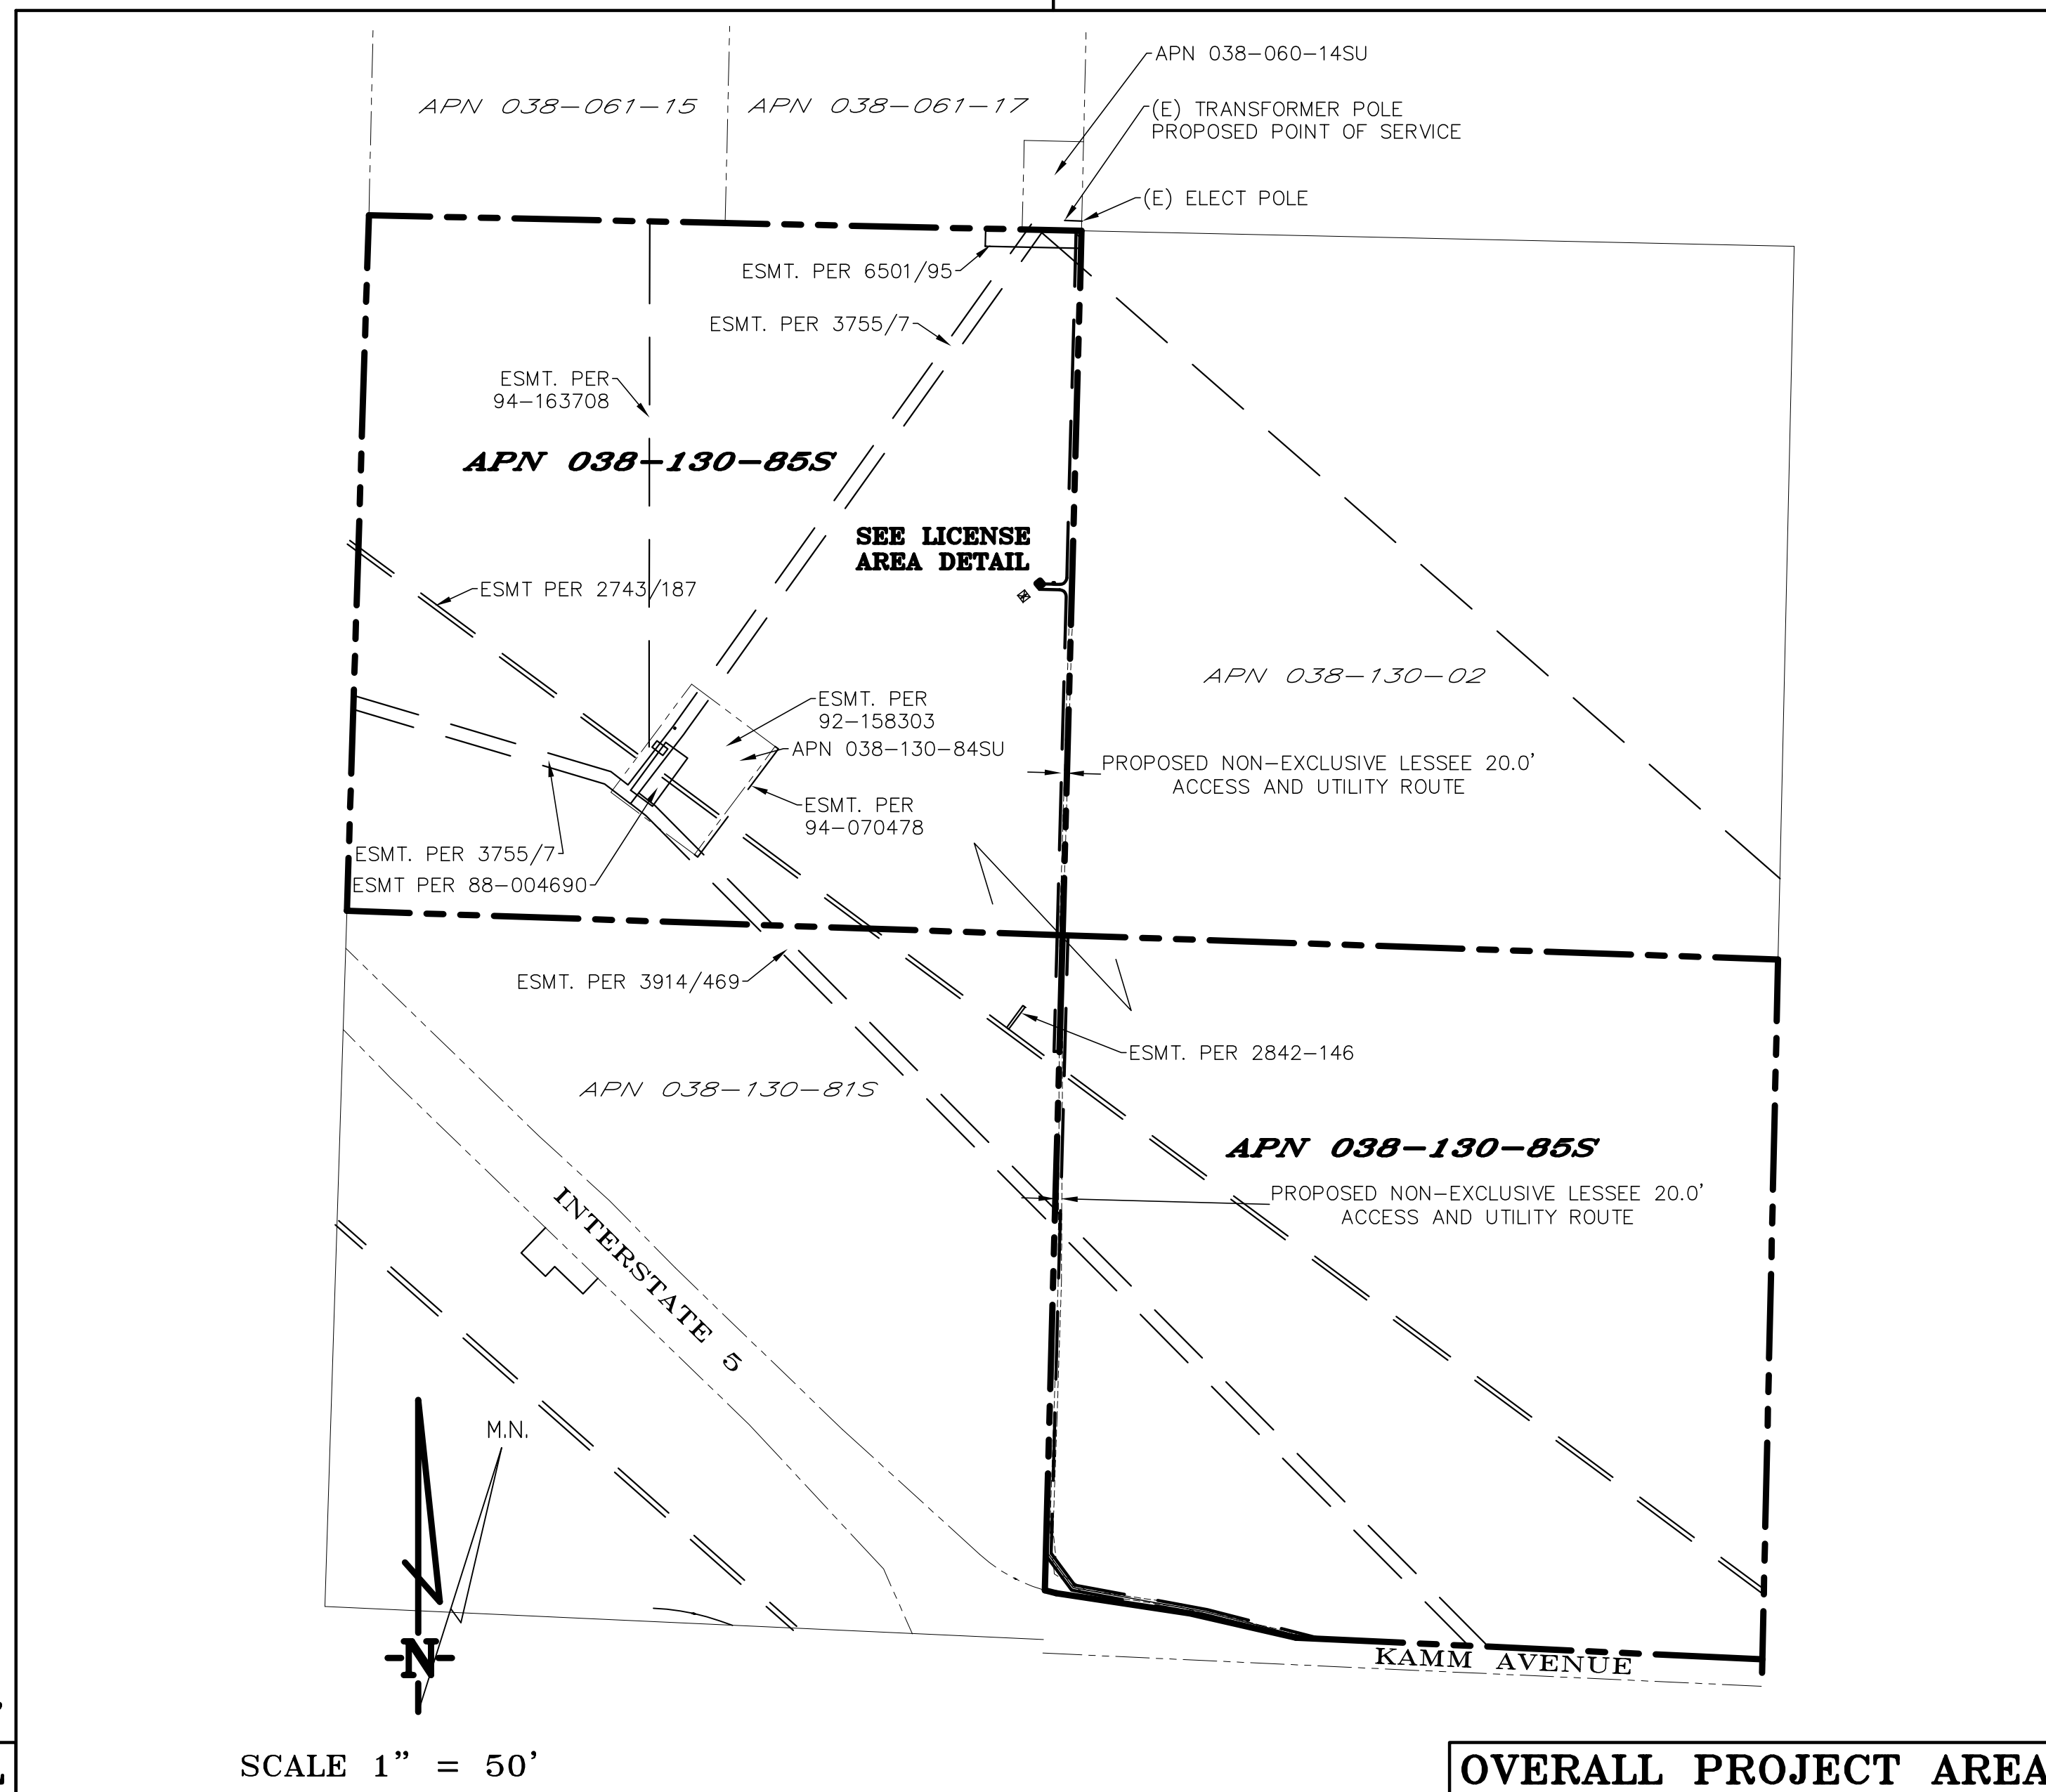 APN 038-060-14SU
APN 038-061-15
APN 038-061-17
(E) TRANSFORMER POLE
PROPOSED POINT OF SERVICE
(E) ELECT POLE
ESMT. PER 6501/95
ESMT. PER 3755/7
ESMT. PER
94-163708
APN 038-130-85S
SEE LICENSE
AREA DETAIL
ESMT PER 2743/187
APN 038-130-02
ESMT. PER
92-158303
APN 038-130-84SU
PROPOSED NON-EXCLUSIVE LESSEE 20.0'
ACCESS AND UTILITY ROUTE
ESMT. PER
94-070478
ESMT. PER 3755/7
ESMT PER 88-004690
ESMT. PER 3914/469
ESMT. PER 2842-146
APN 038-130-81S
APN 038-130-85S
PROPOSED NON-EXCLUSIVE LESSEE 20.0'
ACCESS AND UTILITY ROUTE
INTERSTATE 5
M.N.
N
KAMM AVENUE
SCALE 1" = 50'
OVERALL PROJECT AREA